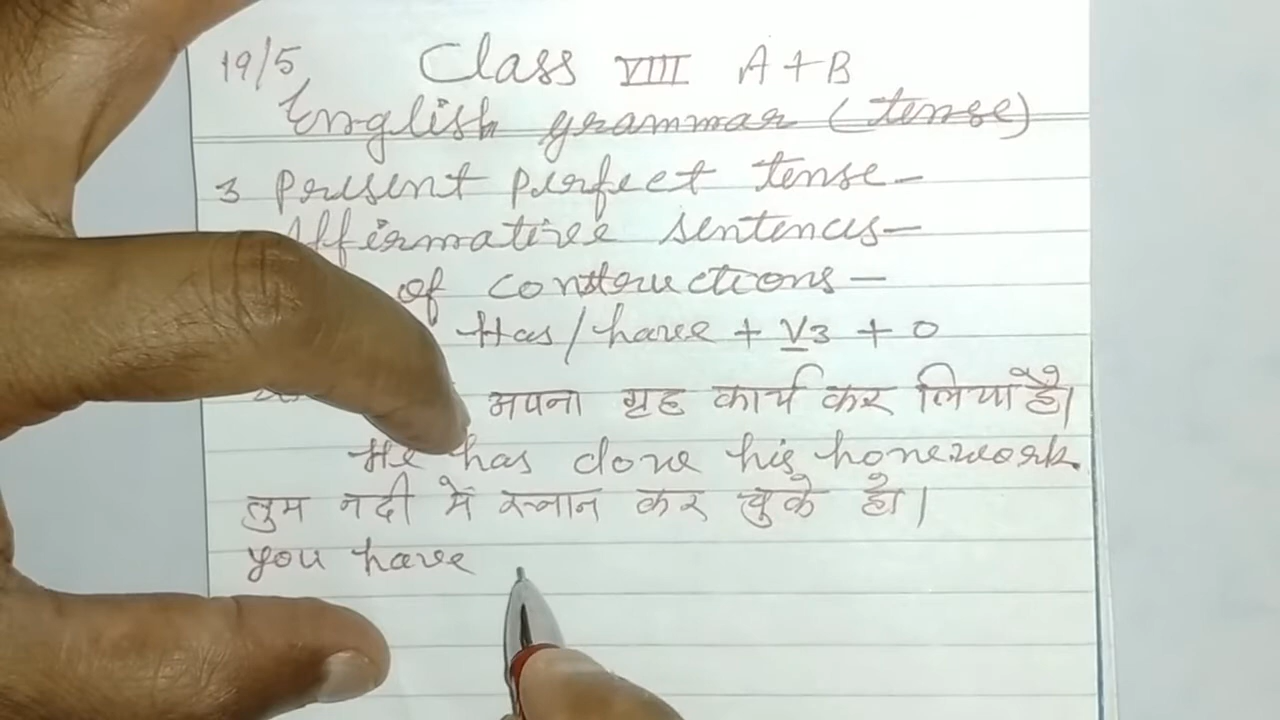 19/5 Class VIII A+B
English grammar (tense)
3 Present perfect tense-
Affirmative sentences-
of constructions-
Has/have + V3 + O
अपना गृह कार्य कर लिया है।
He has done his homework.
तुम नदी में स्नान कर चुके हो।
you have